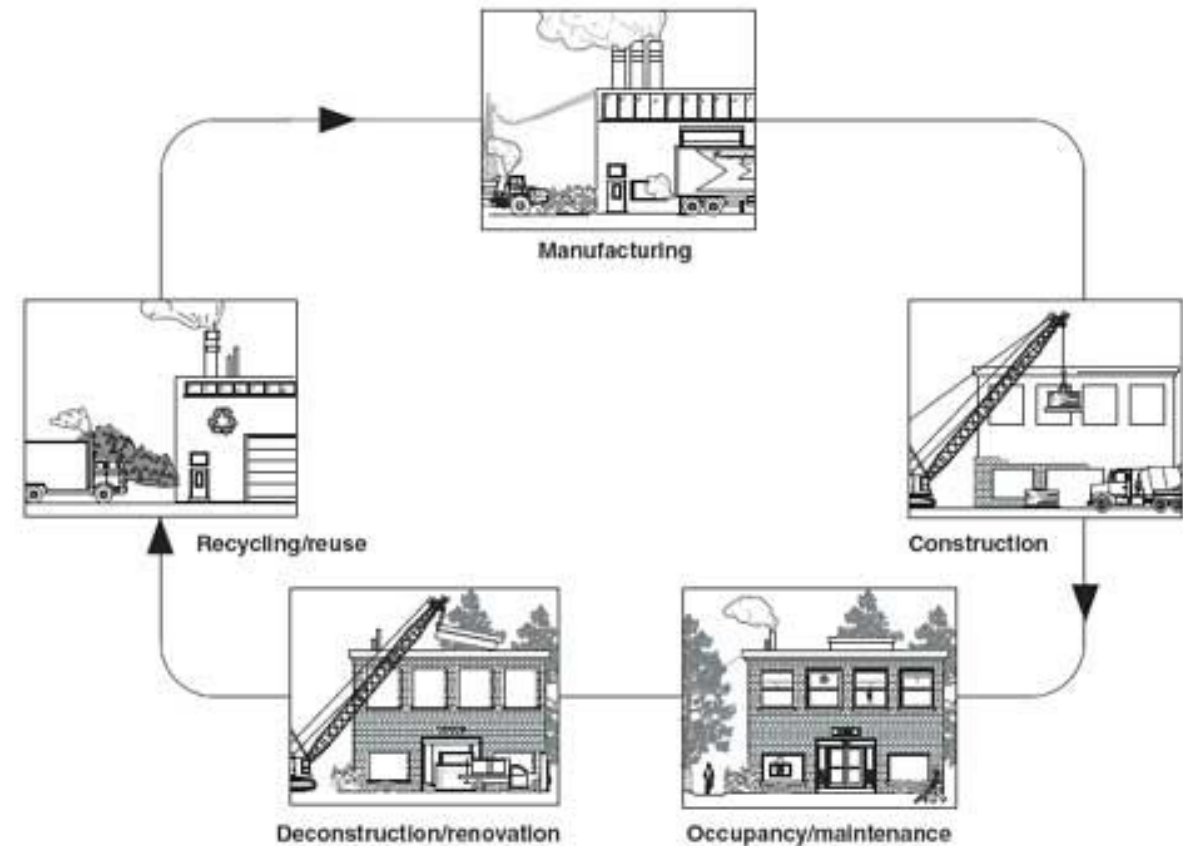 Manufacturing
Recycling/reuse
Construction
Deconstruction/renovation
Occupancy/maintenance